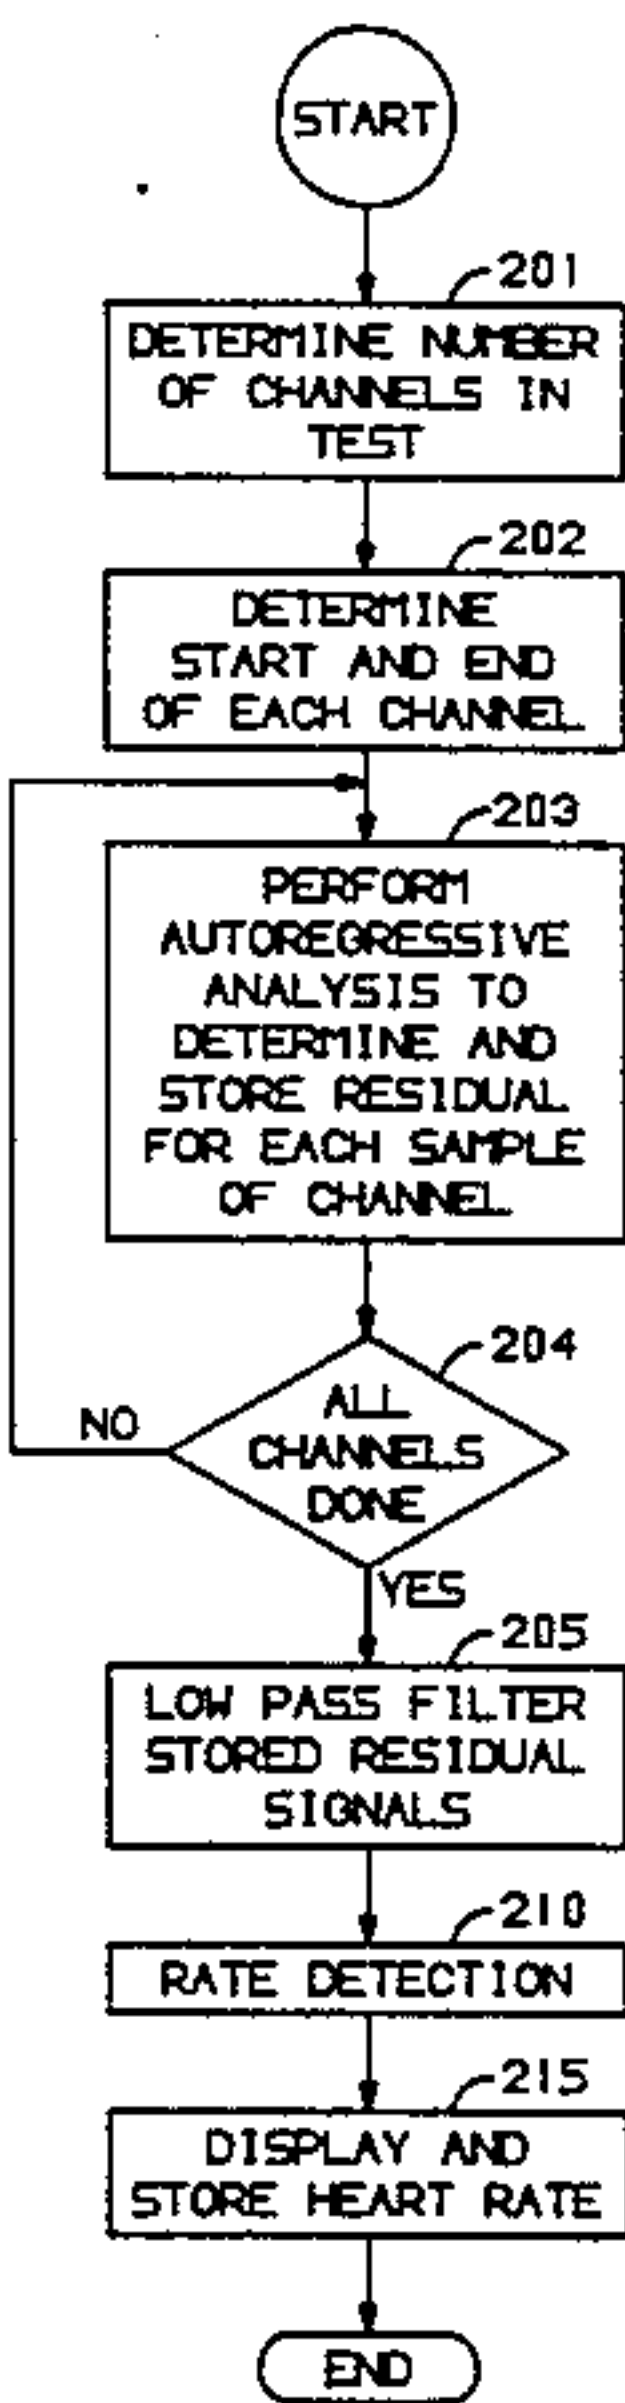 START
201
DETERMINE NUMBER
OF CHANNELS IN
TEST
202
DETERMINE
START AND END
OF EACH CHANNEL
203
PERFORM
AUTOREGRESSIVE
ANALYSIS TO
DETERMINE AND
STORE RESIDUAL
FOR EACH SAMPLE
OF CHANNEL
204
ALL
CHANNELS
DONE
NO
YES
205
LOW PASS FILTER
STORED RESIDUAL
SIGNALS
210
RATE DETECTION
215
DISPLAY AND
STORE HEART RATE
END